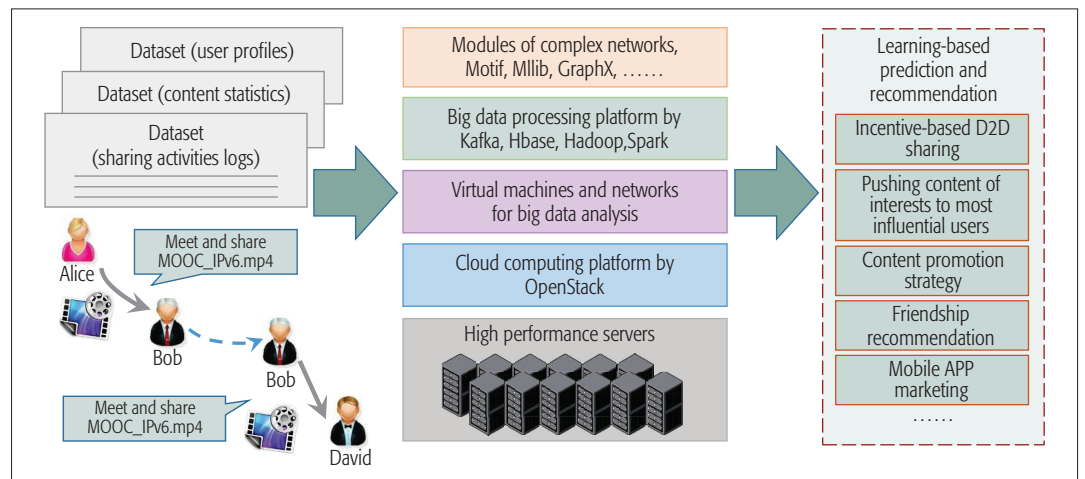 Dataset (user profiles)
Dataset (content statistics)
Dataset
(sharing activities logs)
Meet and share
MOOC_IPv6.mp4
Alice
Bob
Bob
Meet and share
MOOC_IPv6.mp4
David
Modules of complex networks,
Motif, Mllib, GraphX, ......
Big data processing platform by
Kafka, Hbase, Hadoop,Spark
Virtual machines and networks
for big data analysis
Cloud computing platform by
OpenStack
High performance servers
Learning-based
prediction and
recommendation
Incentive-based D2D
sharing
Pushing content of
interests to most
influential users
Content promotion
strategy
Friendship
recommendation
Mobile APP
marketing
......